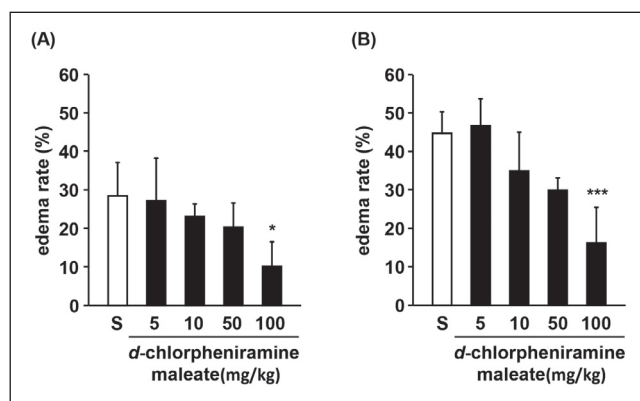 (A)
60
50
40
30
20
10
0
edema rate (%)
*
S 5 10 50 100
d-chlorpheniramine
maleate(mg/kg)
(B)
60
50
40
30
20
10
0
edema rate (%)
***
S 5 10 50 100
d-chlorpheniramine
maleate(mg/kg)